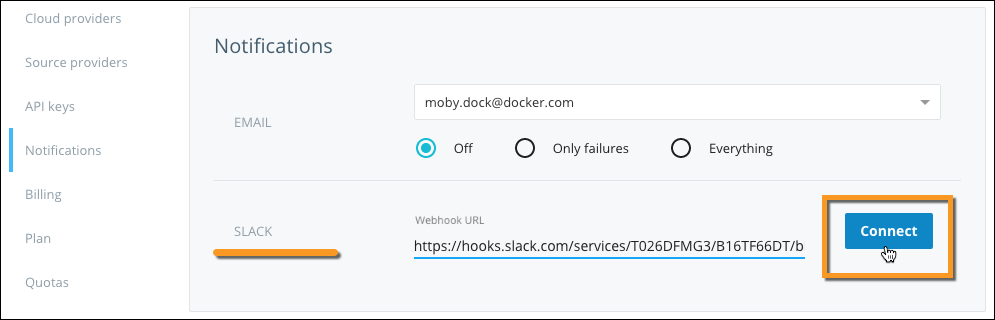 Cloud providers
Source providers
API keys
Notifications
Billing
Plan
Quotas
Notifications
EMAIL
moby.dock@docker.com
Off
Only failures
Everything
SLACK
Webhook URL
https://hooks.slack.com/services/T026DFMG3/B16TF66DT/b
Connect